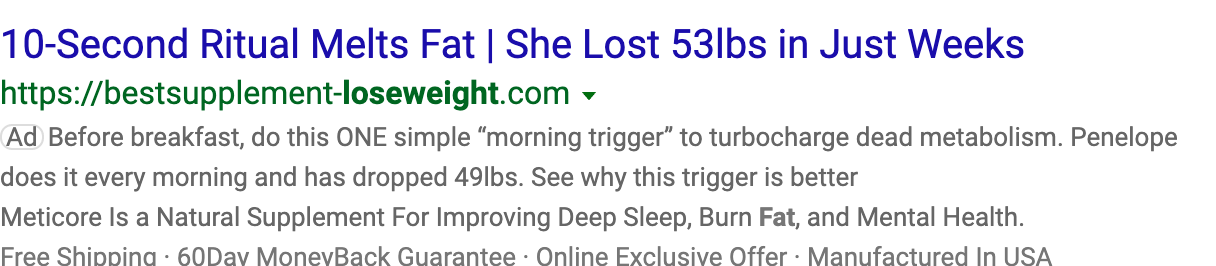 10-Second Ritual Melts Fat | She Lost 53lbs in Just Weeks
https://bestsupplement-loseweight.com
Ad Before breakfast, do this ONE simple “morning trigger” to turbocharge dead metabolism. Penelope
does it every morning and has dropped 49lbs. See why this trigger is better
Meticore Is a Natural Supplement For Improving Deep Sleep, Burn Fat, and Mental Health.
Free Shipping · 60Day MoneyBack Guarantee · Online Exclusive Offer · Manufactured In USA